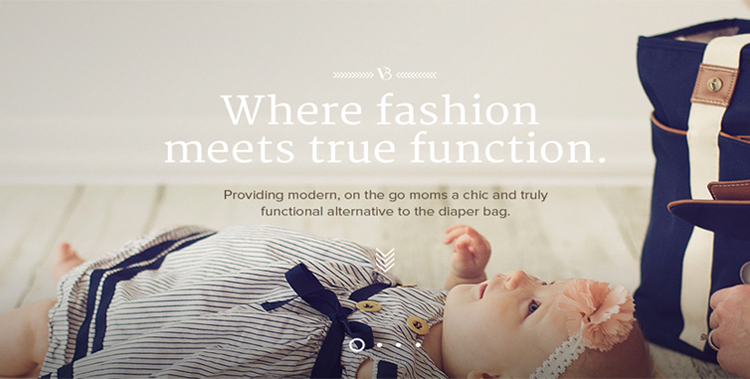 VB
Where fashion
meets true function.
Providing modern, on the go moms a chic and truly
functional alternative to the diaper bag.